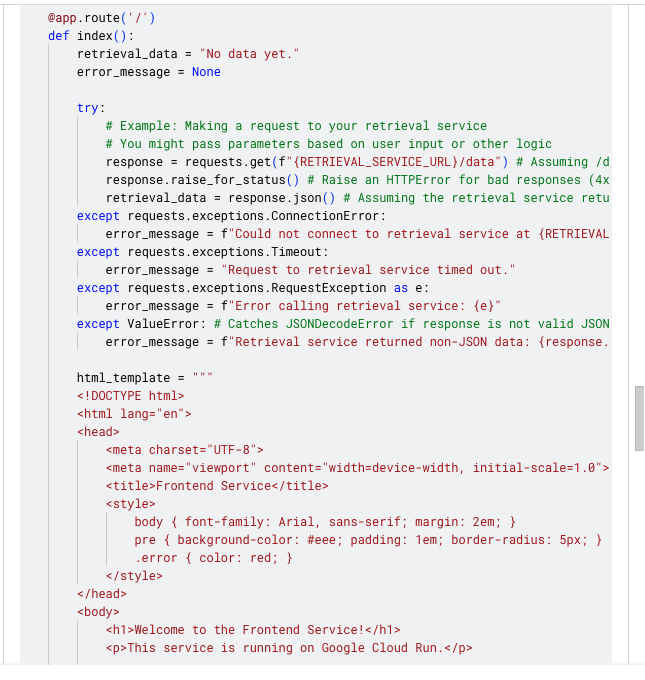 @app.route('/')
def index():
    retrieval_data = "No data yet."
    error_message = None

    try:
        # Example: Making a request to your retrieval service
        # You might pass parameters based on user input or other logic
        response = requests.get(f"{RETRIEVAL_SERVICE_URL}/data") # Assuming /d
        response.raise_for_status() # Raise an HTTPError for bad responses (4x
        retrieval_data = response.json() # Assuming the retrieval service retu
    except requests.exceptions.ConnectionError:
        error_message = f"Could not connect to retrieval service at {RETRIEVAL
    except requests.exceptions.Timeout:
        error_message = "Request to retrieval service timed out."
    except requests.exceptions.RequestException as e:
        error_message = f"Error calling retrieval service: {e}"
    except ValueError: # Catches JSONDecodeError if response is not valid JSON
        error_message = f"Retrieval service returned non-JSON data: {response.

    html_template = """
    <!DOCTYPE html>
    <html lang="en">
    <head>
        <meta charset="UTF-8">
        <meta name="viewport" content="width=device-width, initial-scale=1.0">
        <title>Frontend Service</title>
        <style>
            body { font-family: Arial, sans-serif; margin: 2em; }
            pre { background-color: #eee; padding: 1em; border-radius: 5px; }
            .error { color: red; }
        </style>
    </head>
    <body>
        <h1>Welcome to the Frontend Service!</h1>
        <p>This service is running on Google Cloud Run.</p>